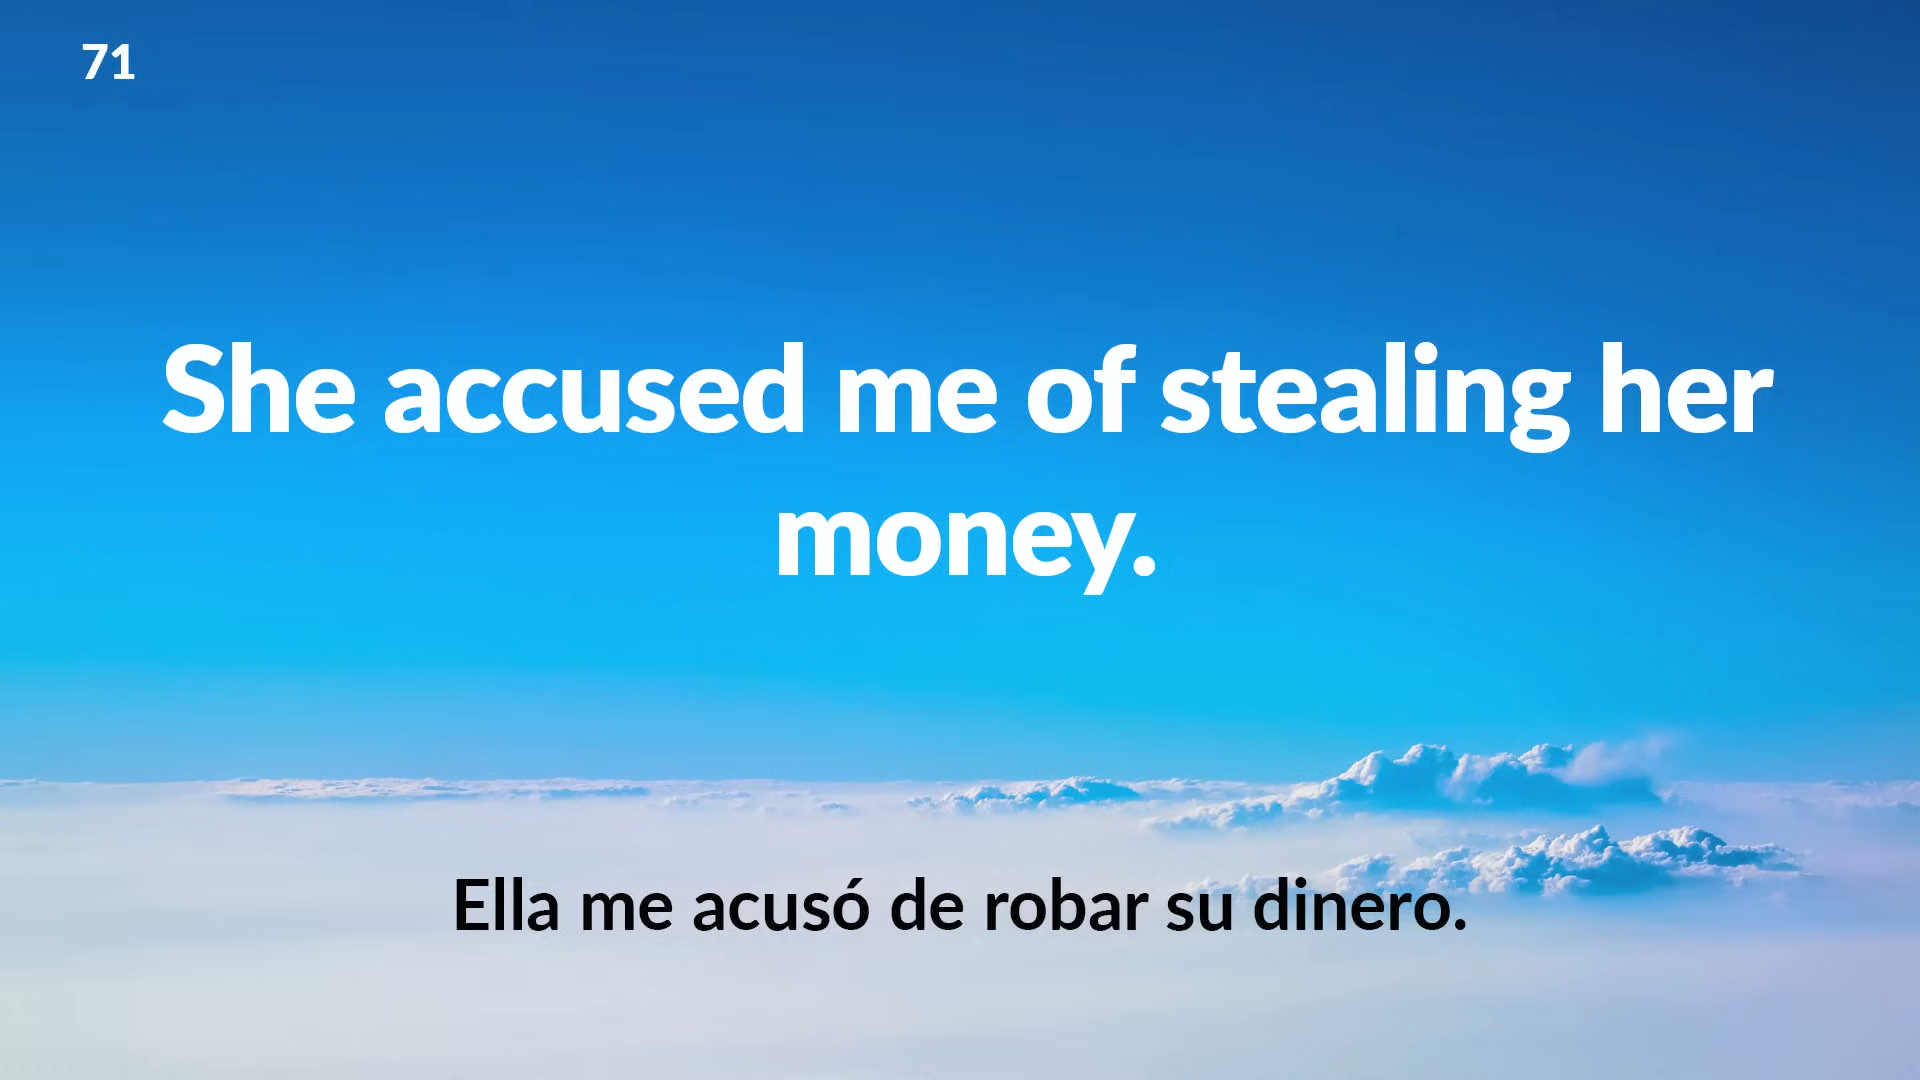 71
She accused me of stealing her
money.
Ella me acusó de robar su dinero.